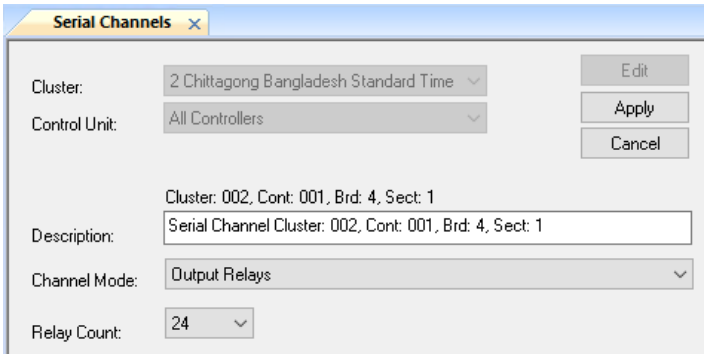 Serial Channels
Cluster: 2 Chittagong Bangladesh Standard Time Edit
Control Unit: All Controllers Apply
Cancel
Cluster: 002, Cont: 001, Brd: 4, Sect: 1
Description: Serial Channel Cluster: 002, Cont: 001, Brd: 4, Sect: 1
Channel Mode: Output Relays
Relay Count: 24